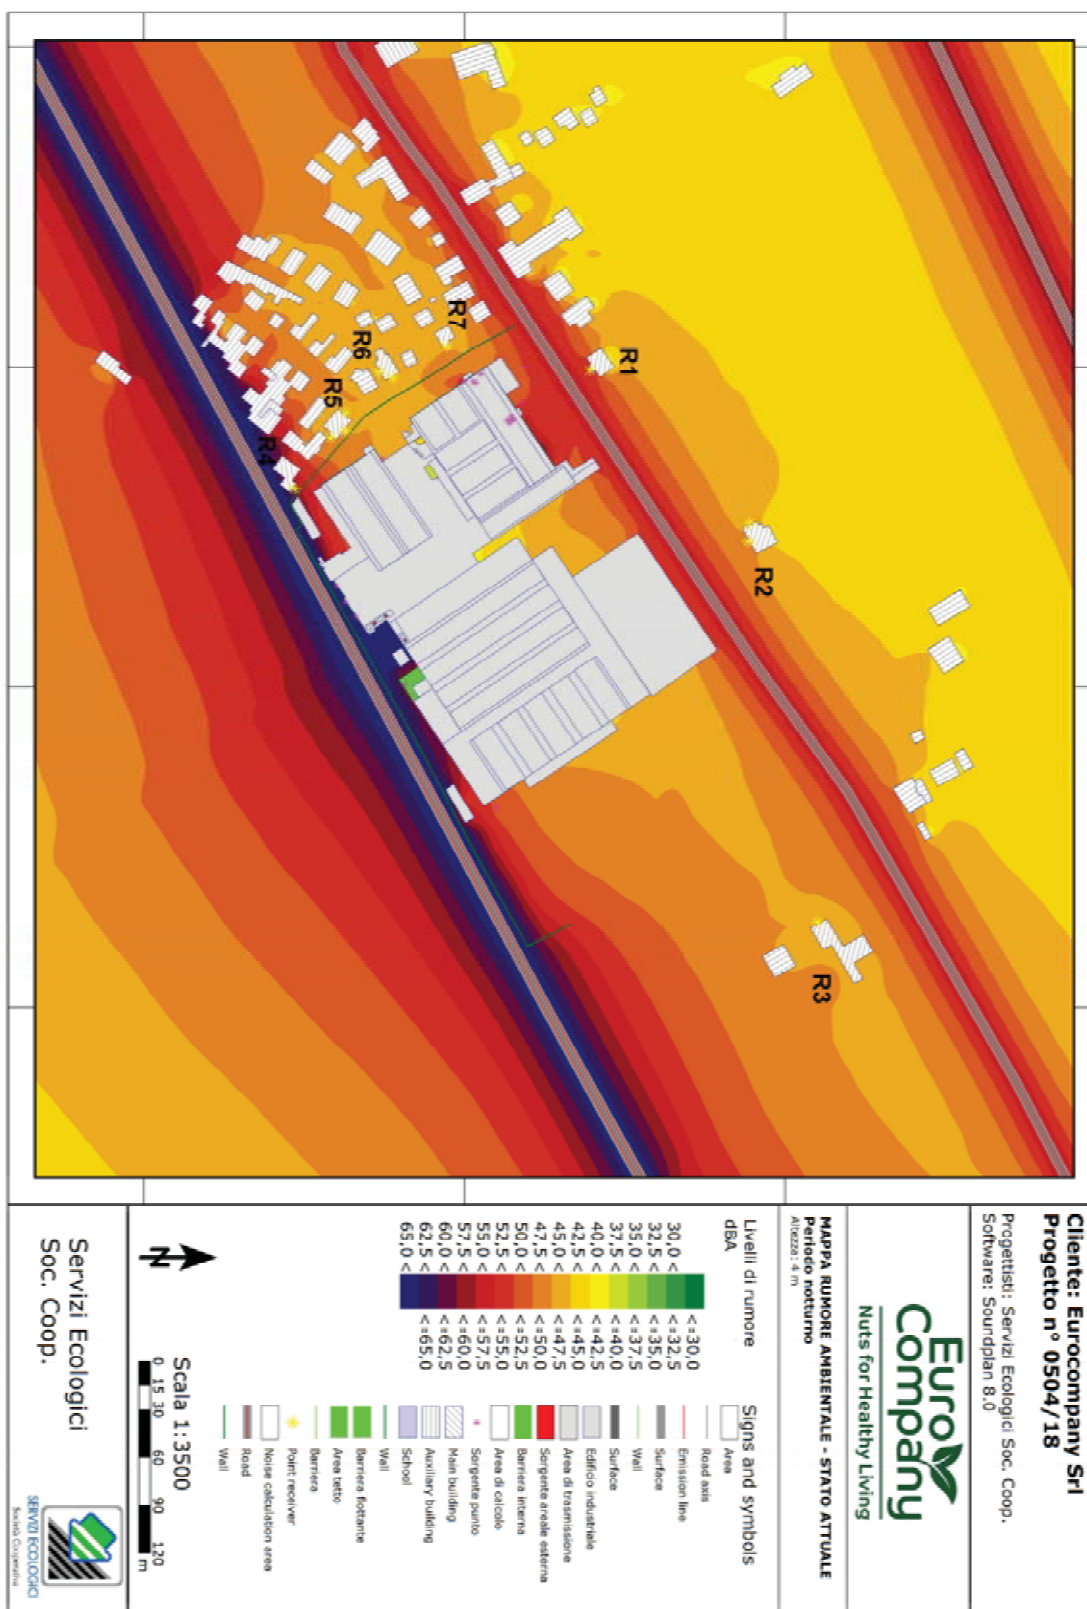 R1
R2
R3
R4
R5
R6
R7
Cliente: Eurocompany Srl
Progetto n° 0504/18
Progettisti: Servizi Ecologici Soc. Coop.
Software: Soundplan 8.0
Euro
Company
Nuts for Healthy Living
MAPPA RUMORE AMBIENTALE - STATO ATTUALE
Periodo notturno
Altezza: 4 m
Livelli di rumore
dBA
<=30,0
30,0 < <=32,5
32,5 < <=35,0
35,0 < <=37,5
37,5 < <=40,0
40,0 < <=42,5
42,5 < <=45,0
45,0 < <=47,5
47,5 < <=50,0
50,0 < <=52,5
52,5 < <=55,0
55,0 < <=57,5
57,5 < <=60,0
60,0 < <=62,5
62,5 < <=65,0
65,0 <
Signs and symbols
Area
Road axis
Emission line
Surface
Wall
Surface
Edificio industriale
Area di trasmissione
Sorgente areale esterna
Barriera interna
Area di calcolo
Sorgente punto
Main building
Auxiliary building
School
Wall
Barriera flottante
Area tetto
Barriera
Point receiver
Noise calculation area
Road
Wall
N
Scala 1:3500
0 15 30 60 90 120
m
Servizi Ecologici
Soc. Coop.
SERVIZI ECOLOGICI
Società Cooperativa